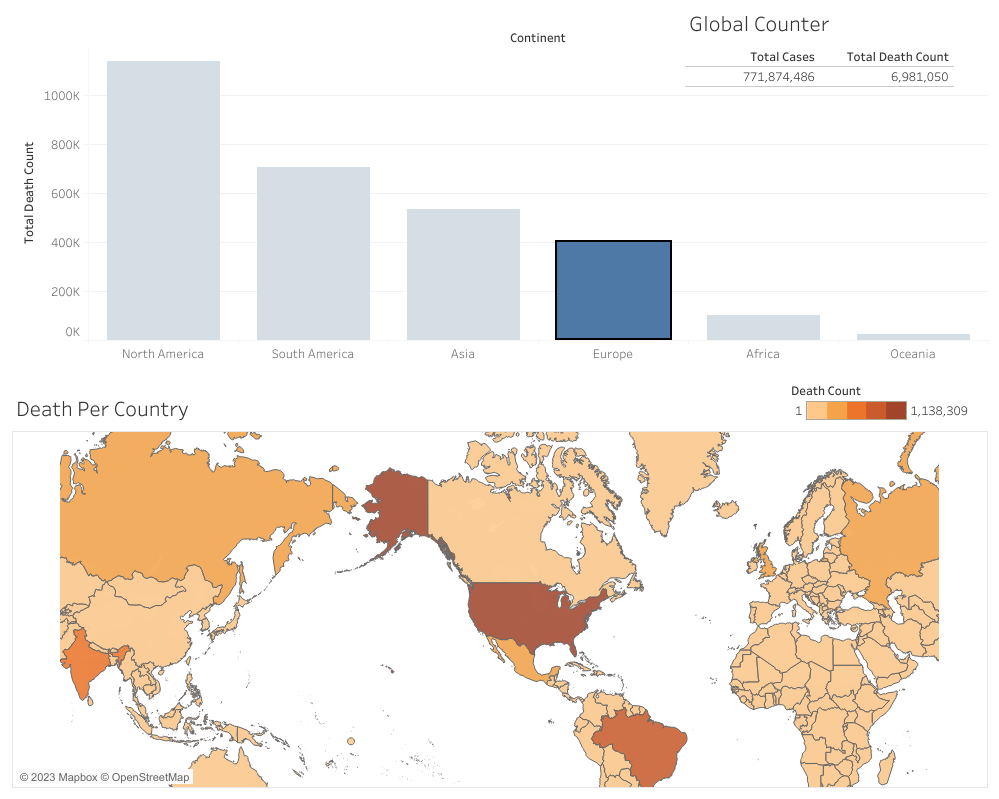 Global Counter
Continent
Total Cases Total Death Count
771,874,486 6,981,050
Total Death Count
1000K
800K
600K
400K
200K
0K
North America South America Asia Europe Africa Oceania
Death Per Country
Death Count
1 1,138,309
© 2023 Mapbox © OpenStreetMap